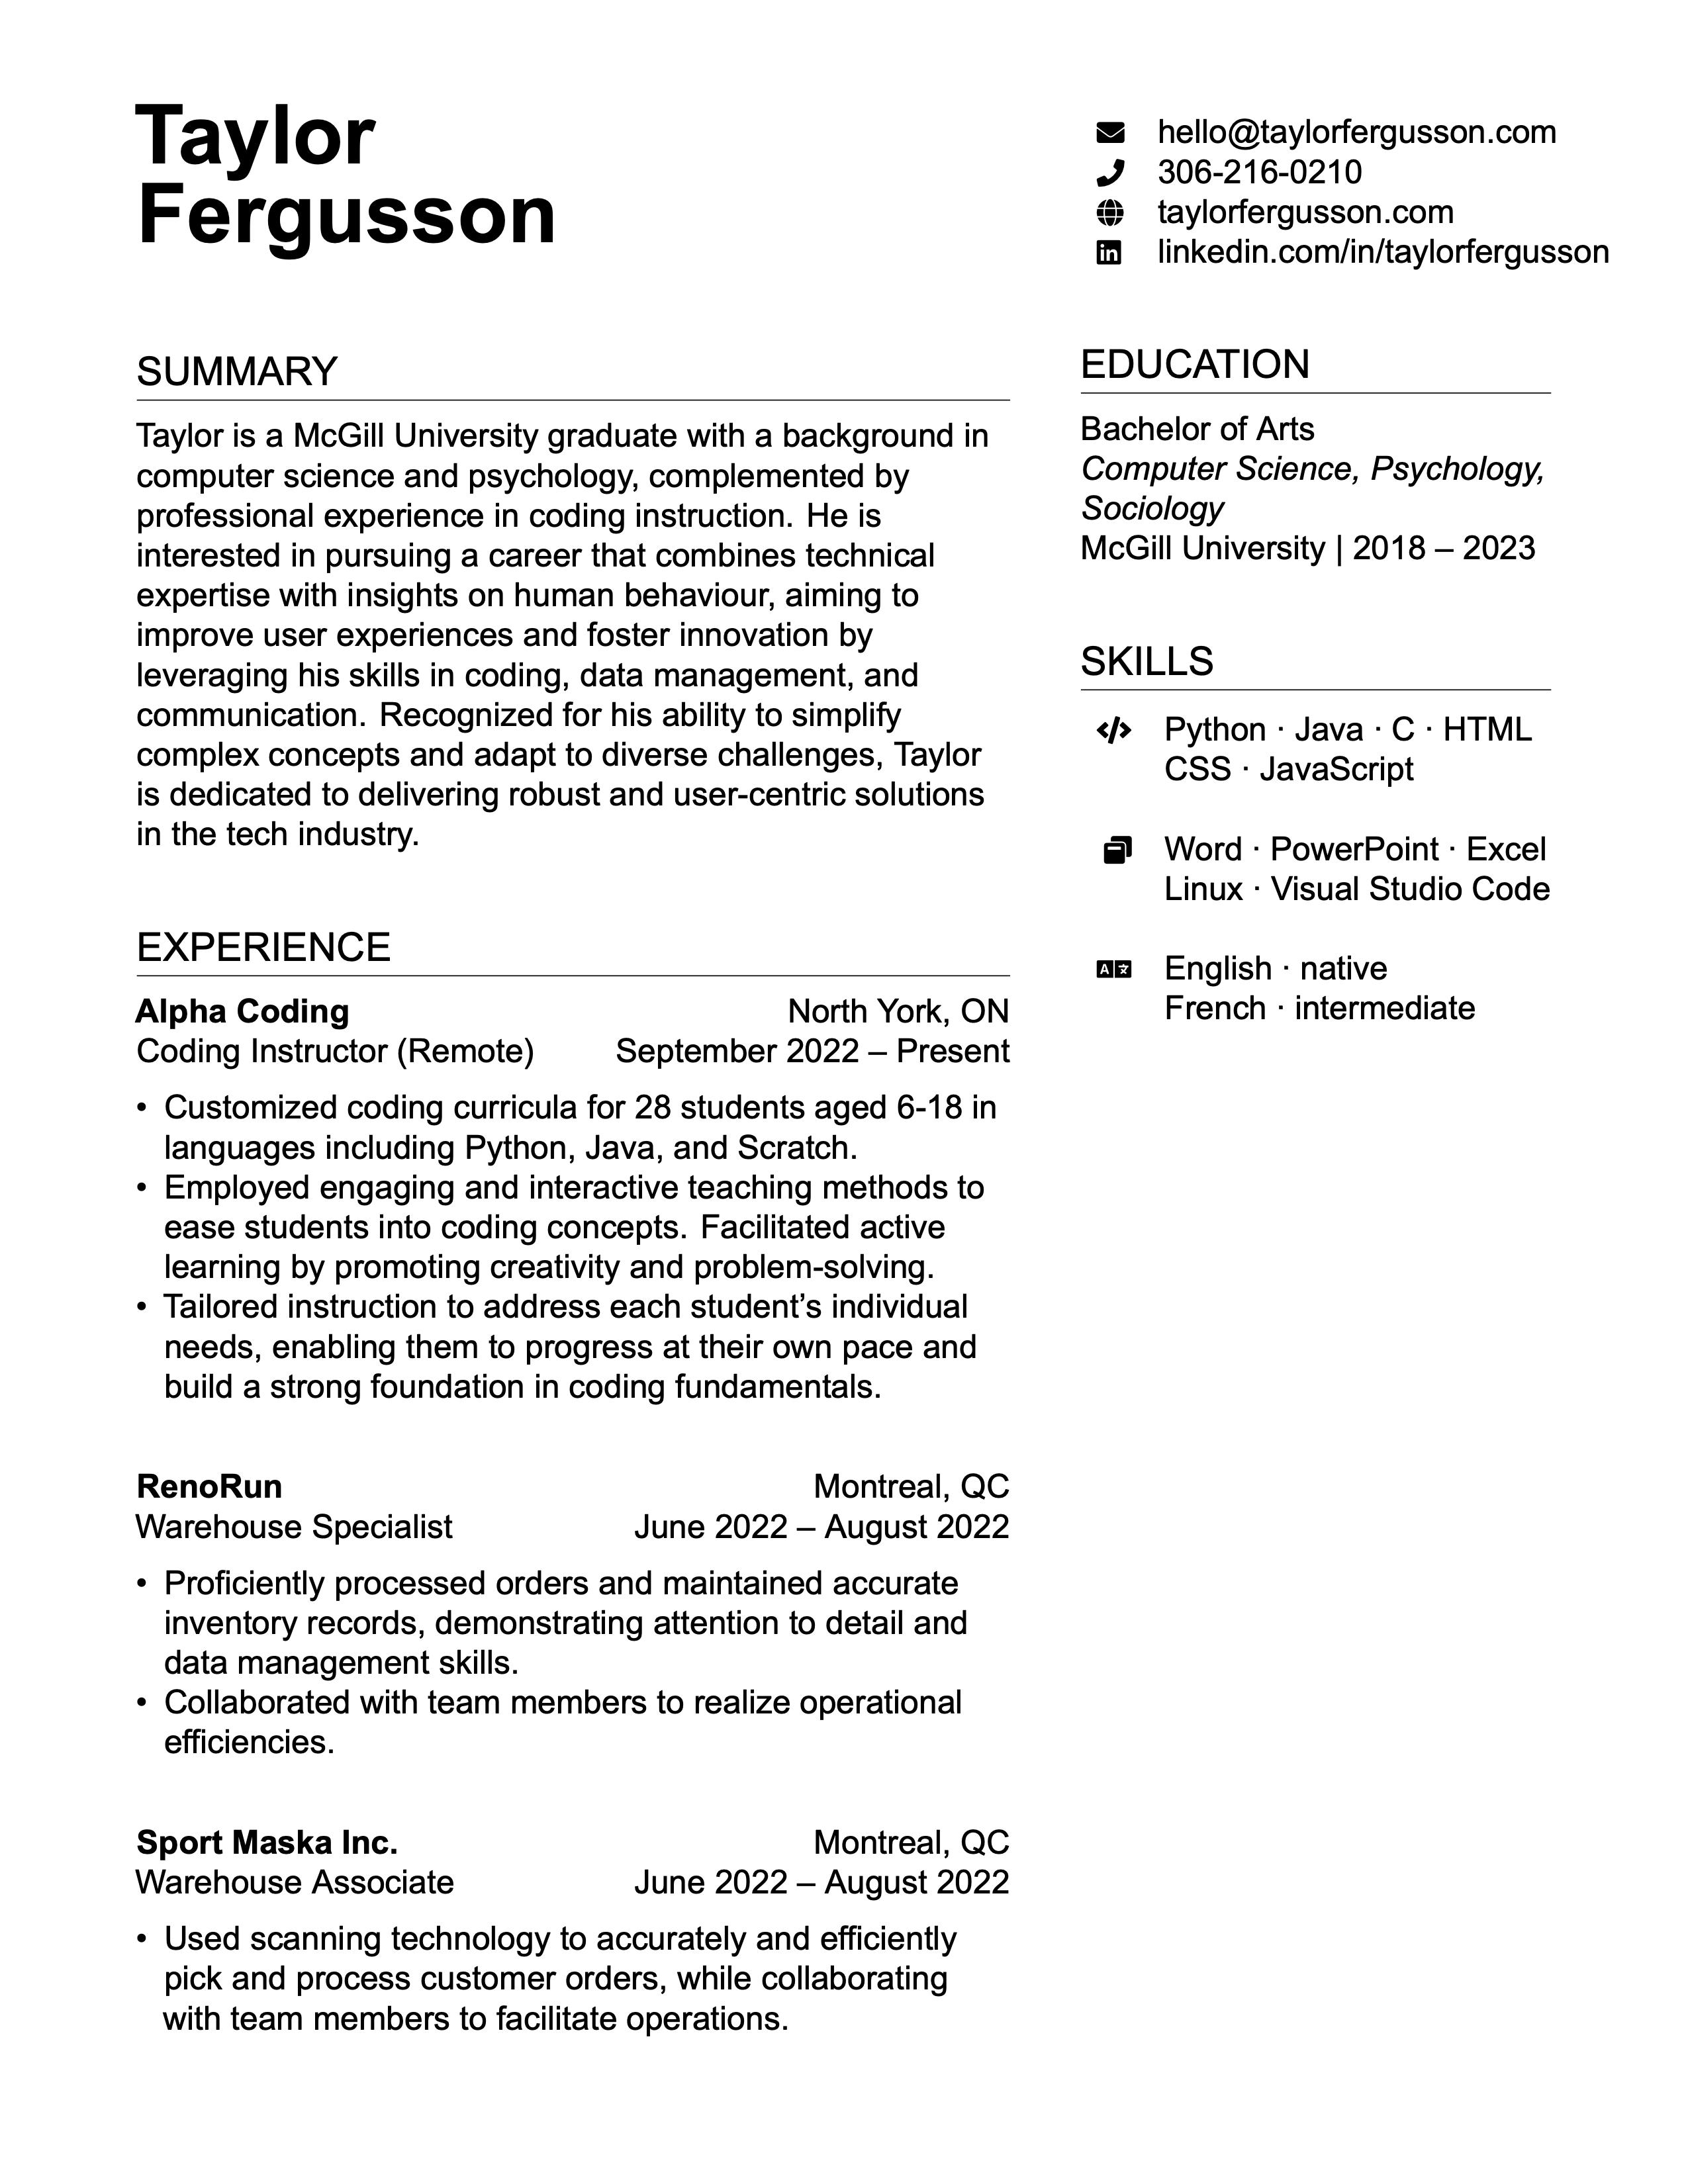 Taylor
Fergusson
hello@taylorfergusson.com
306-216-0210
taylorfergusson.com
linkedin.com/in/taylorfergusson
SUMMARY
Taylor is a McGill University graduate with a background in
computer science and psychology, complemented by
professional experience in coding instruction. He is
interested in pursuing a career that combines technical
expertise with insights on human behaviour, aiming to
improve user experiences and foster innovation by
leveraging his skills in coding, data management, and
communication. Recognized for his ability to simplify
complex concepts and adapt to diverse challenges, Taylor
is dedicated to delivering robust and user-centric solutions
in the tech industry.
EXPERIENCE
Alpha Coding North York, ON
Coding Instructor (Remote) September 2022 – Present
• Customized coding curricula for 28 students aged 6-18 in
languages including Python, Java, and Scratch.
• Employed engaging and interactive teaching methods to
ease students into coding concepts. Facilitated active
learning by promoting creativity and problem-solving.
• Tailored instruction to address each student’s individual
needs, enabling them to progress at their own pace and
build a strong foundation in coding fundamentals.
RenoRun Montreal, QC
Warehouse Specialist June 2022 – August 2022
• Proficiently processed orders and maintained accurate
inventory records, demonstrating attention to detail and
data management skills.
• Collaborated with team members to realize operational
efficiencies.
Sport Maska Inc. Montreal, QC
Warehouse Associate June 2022 – August 2022
• Used scanning technology to accurately and efficiently
pick and process customer orders, while collaborating
with team members to facilitate operations.
EDUCATION
Bachelor of Arts
Computer Science, Psychology,
Sociology
McGill University | 2018 – 2023
SKILLS
Python · Java · C · HTML
CSS · JavaScript
Word · PowerPoint · Excel
Linux · Visual Studio Code
English · native
French · intermediate